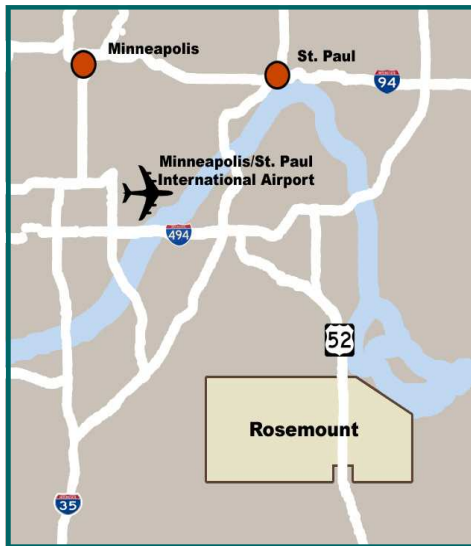 Minneapolis
St. Paul
94
Minneapolis/St. Paul
International Airport
494
52
Rosemount
35